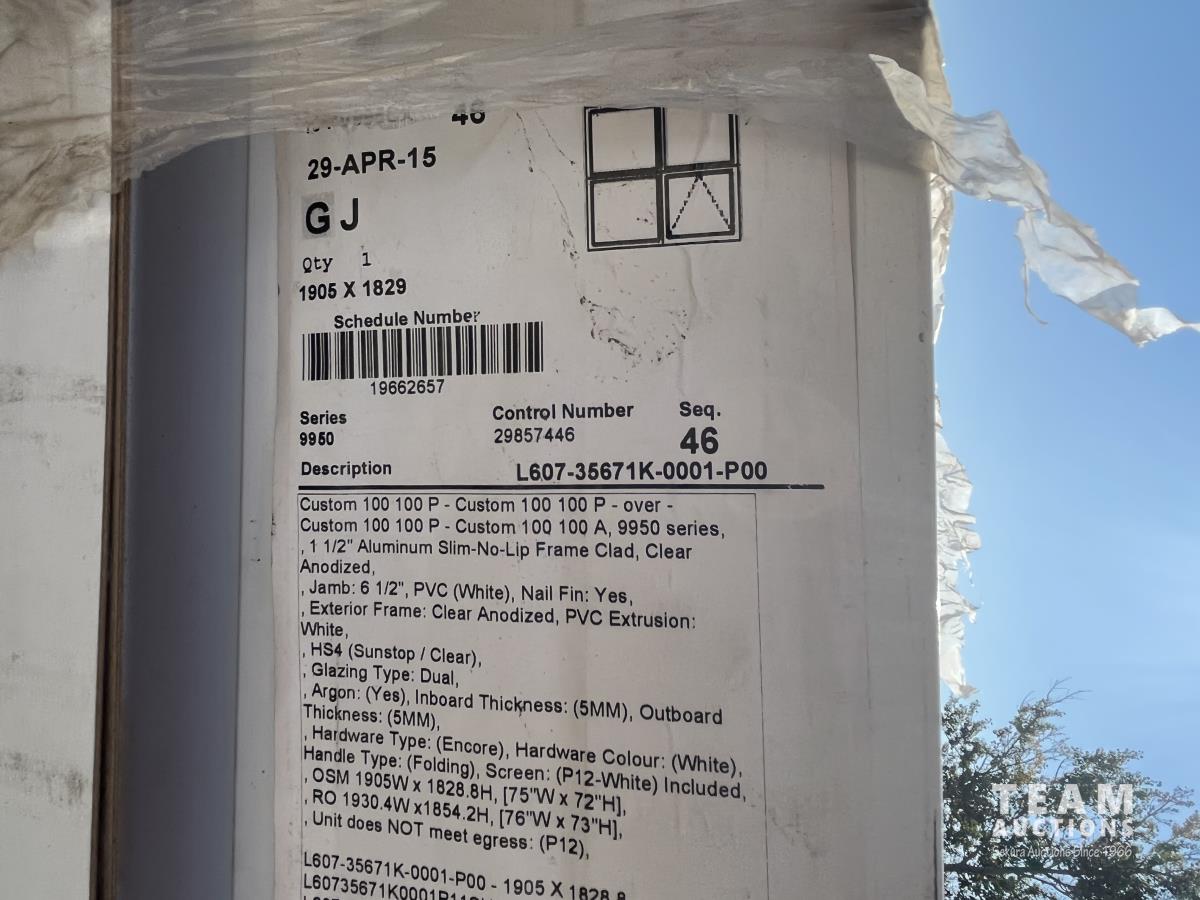 46
29-APR-15
GJ
Qty 1
1905 X 1829
Schedule Number
19662657
Series
9950
Control Number
29857446
Seq.
46
Description L607-35671K-0001-P00
Custom 100 100 P - Custom 100 100 P - over -
Custom 100 100 P - Custom 100 100 A, 9950 series,
, 1 1/2" Aluminum Slim-No-Lip Frame Clad, Clear
Anodized,
, Jamb: 6 1/2", PVC (White), Nail Fin: Yes,
, Exterior Frame: Clear Anodized, PVC Extrusion:
White,
, HS4 (Sunstop / Clear),
, Glazing Type: Dual,
, Argon: (Yes), Inboard Thickness: (5MM), Outboard
Thickness: (5MM),
, Hardware Type: (Encore), Hardware Colour: (White),
Handle Type: (Folding), Screen: (P12-White) Included,
, OSM 1905W x 1828.8H, [75"W x 72"H],
, RO 1930.4W x1854.2H, [76"W x 73"H],
, Unit does NOT meet egress: (P12),
L607-35671K-0001-P00 - 1905 X 1828.8
TEAM
AUCTIONS
Sekura Auctions Since 1966